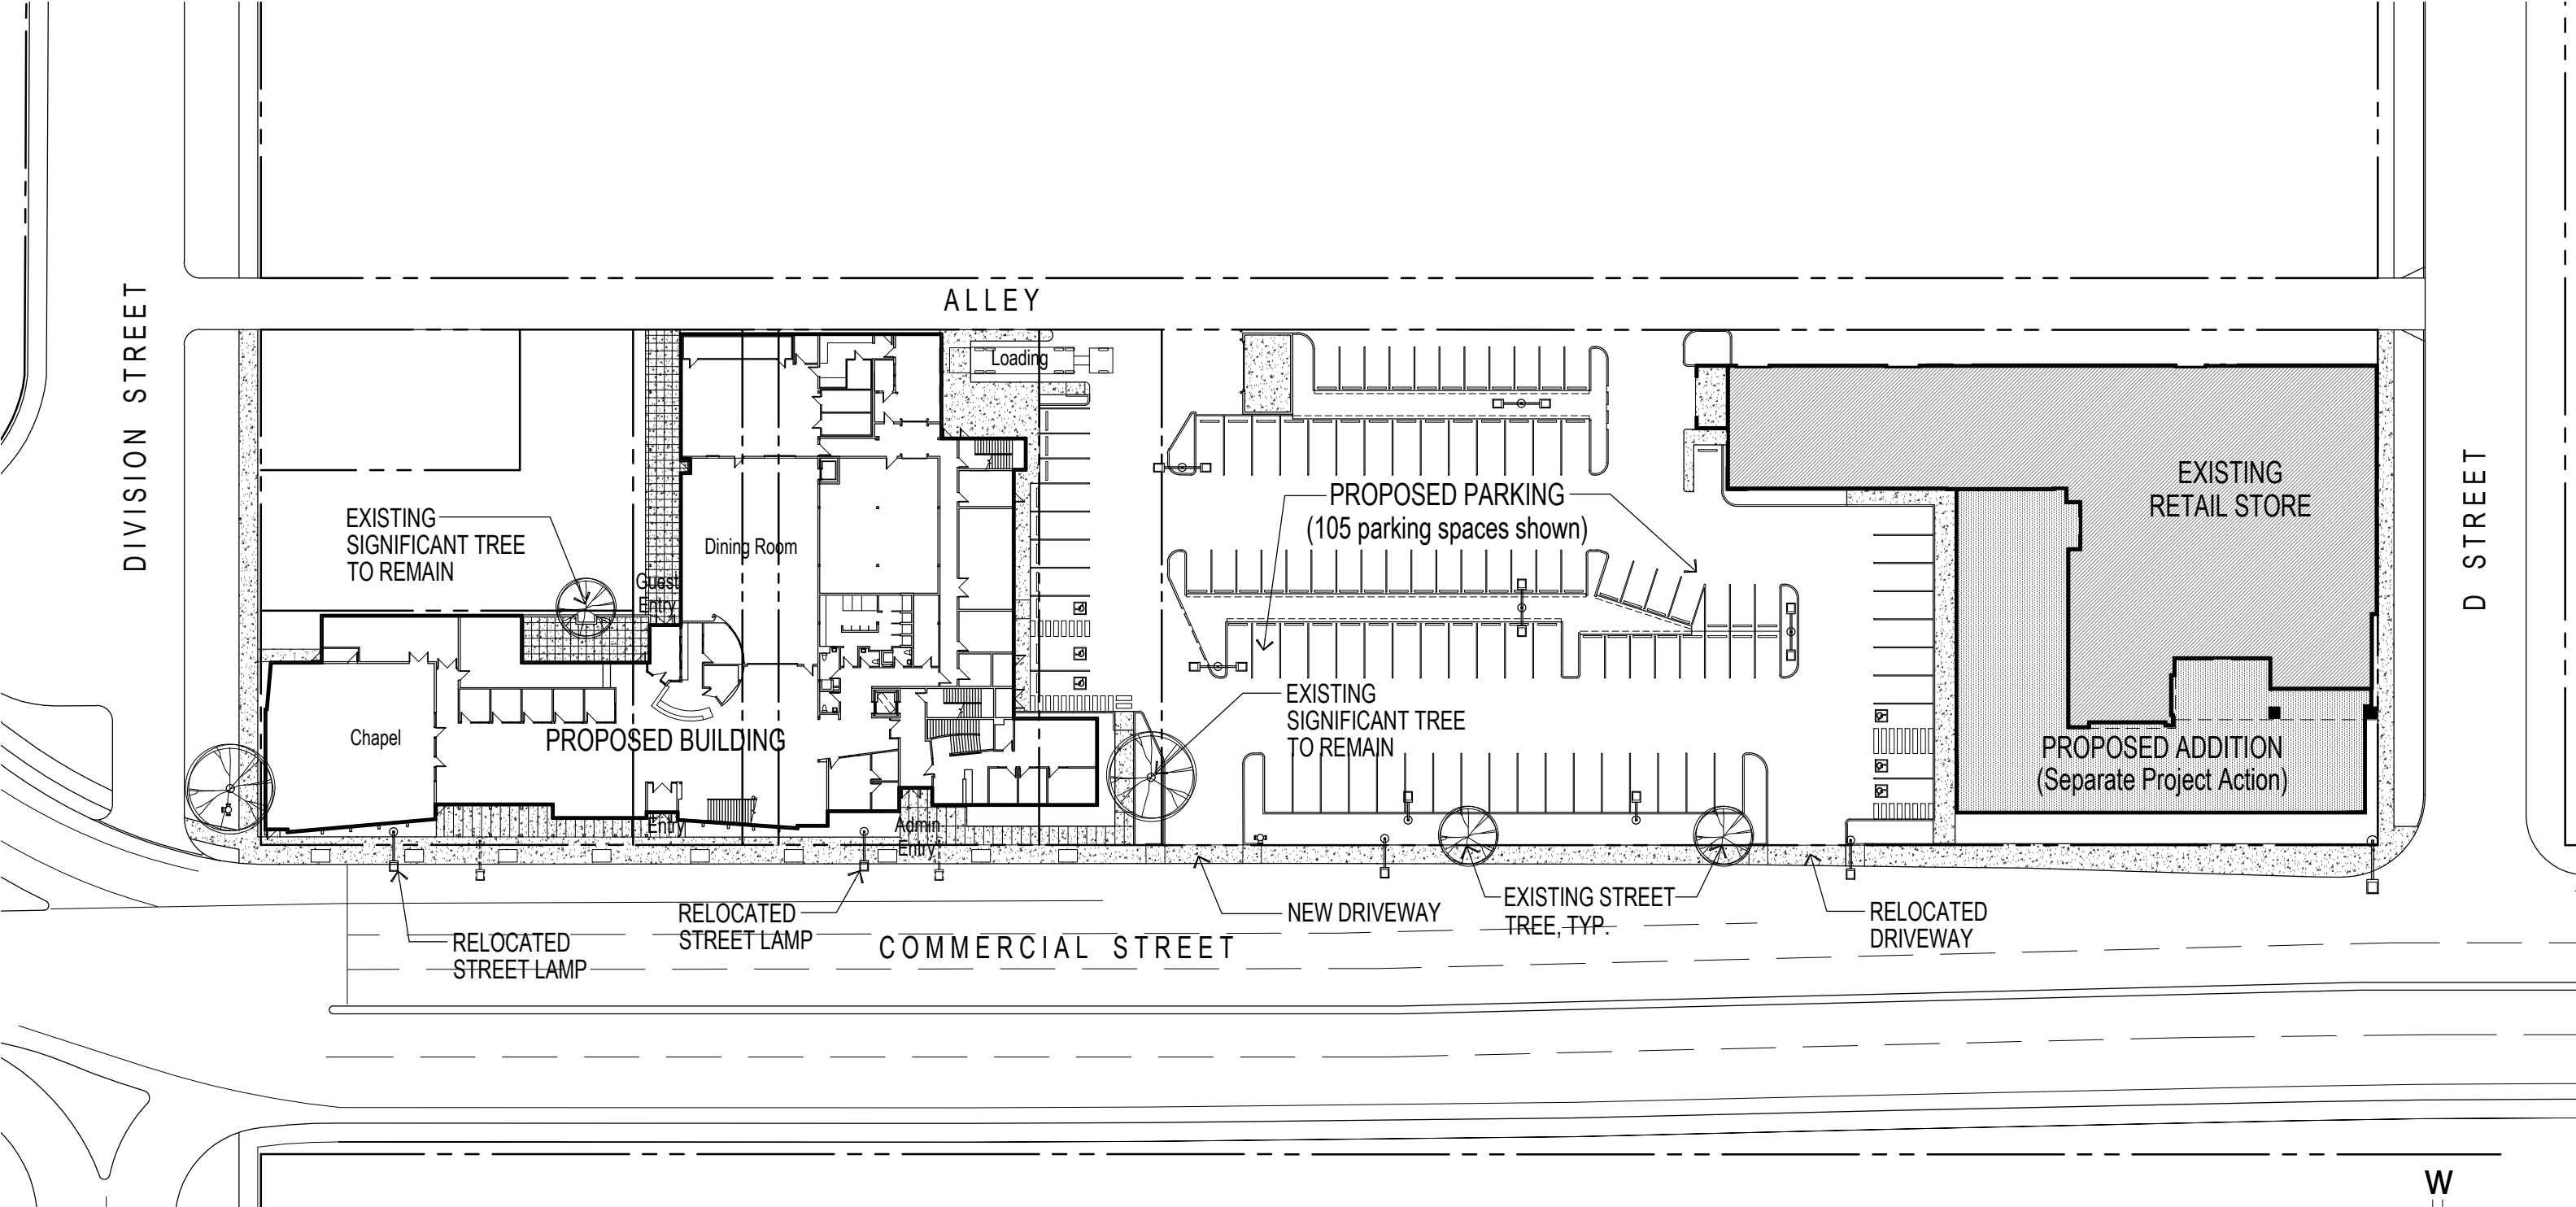 ALLEY
DIVISION STREET
Loading
EXISTING
SIGNIFICANT TREE
TO REMAIN
Dining Room
Guest
Entry
PROPOSED PARKING
(105 parking spaces shown)
EXISTING
RETAIL STORE
D STREET
EXISTING
SIGNIFICANT TREE
TO REMAIN
Chapel
PROPOSED BUILDING
PROPOSED ADDITION
(Separate Project Action)
Entry
Admin
Entry
RELOCATED
STREET LAMP
RELOCATED
STREET LAMP
COMMERCIAL STREET
NEW DRIVEWAY
EXISTING STREET
TREE, TYP.
RELOCATED
DRIVEWAY
W